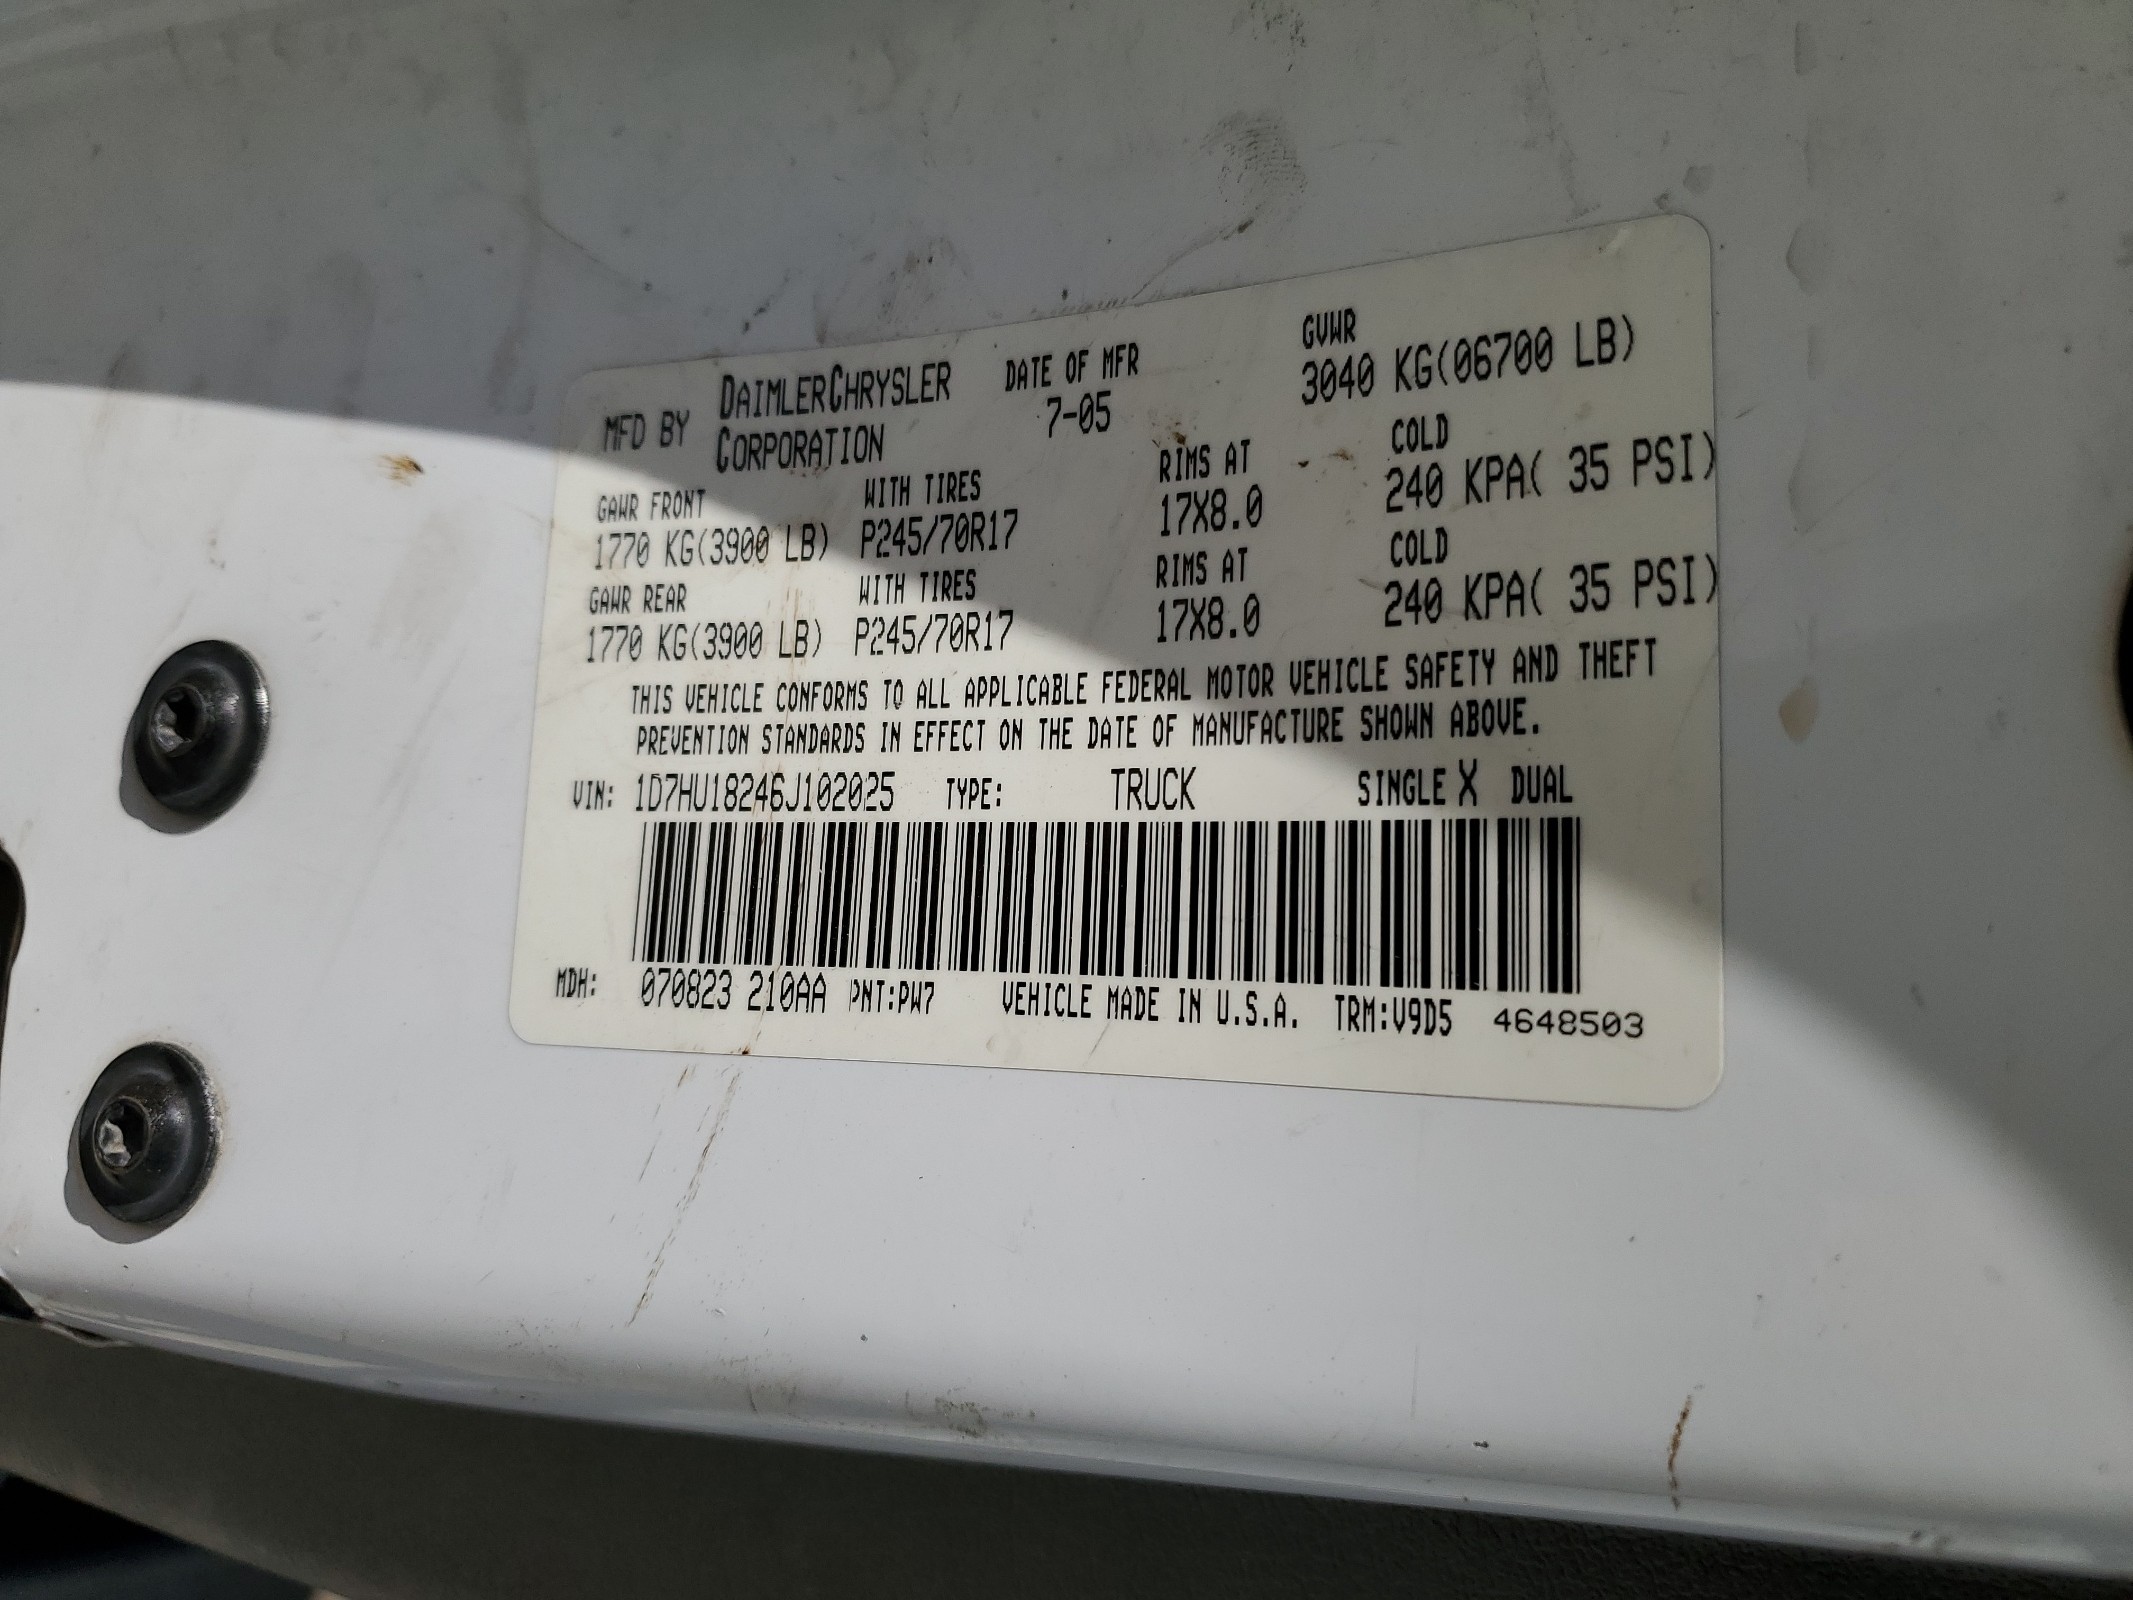 MFD BY DAIMLERCHRYSLER CORPORATION DATE OF MFR 7-05 GVWR 3040 KG(06700 LB)
GAWR FRONT WITH TIRES RIMS AT COLD
1770 KG(3900 LB) P245/70R17 17X8.0 240 KPA( 35 PSI)
GAWR REAR WITH TIRES RIMS AT COLD
1770 KG(3900 LB) P245/70R17 17X8.0 240 KPA( 35 PSI)
THIS VEHICLE CONFORMS TO ALL APPLICABLE FEDERAL MOTOR VEHICLE SAFETY AND THEFT
PREVENTION STANDARDS IN EFFECT ON THE DATE OF MANUFACTURE SHOWN ABOVE.
VIN: 1D7HU18246J102025 TYPE: TRUCK SINGLE X DUAL
MDH: 070823 210AA PNT:PW7 VEHICLE MADE IN U.S.A. TRM:V9D5 4648503